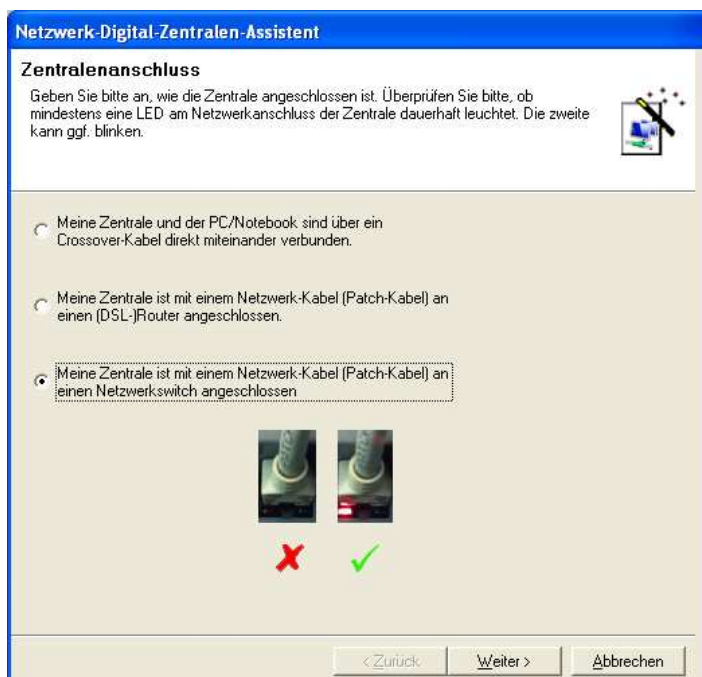 Netzwerk-Digital-Zentralen-Assistent
Zentralenanschluss
Geben Sie bitte an, wie die Zentrale angeschlossen ist. Überprüfen Sie bitte, ob
mindestens eine LED am Netzwerkanschluss der Zentrale dauerhaft leuchtet. Die zweite
kann ggf. blinken.
Meine Zentrale und der PC/Notebook sind über ein
Crossover-Kabel direkt miteinander verbunden.
Meine Zentrale ist mit einem Netzwerk-Kabel (Patch-Kabel) an
einen (DSL-)Router angeschlossen.
Meine Zentrale ist mit einem Netzwerk-Kabel (Patch-Kabel) an
einen Netzwerkswitch angeschlossen
< Zurück
Weiter >
Abbrechen